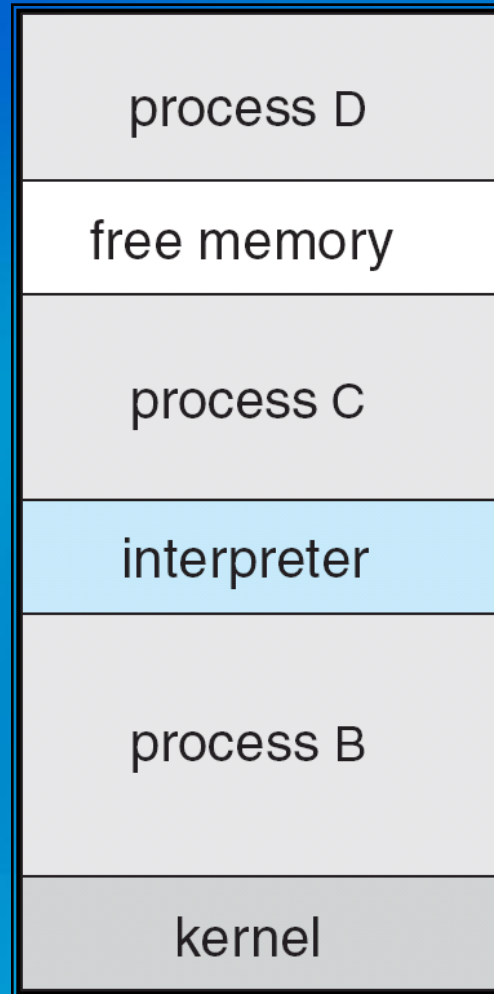 process D
free memory
process C
interpreter
process B
kernel